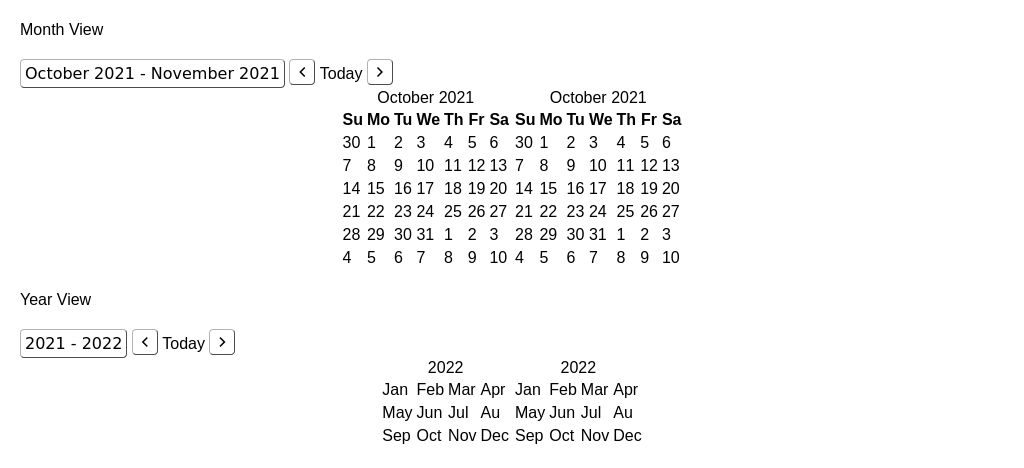 Month View
October 2021 - November 2021 Today
October 2021 October 2021
Su Mo Tu We Th Fr Sa Su Mo Tu We Th Fr Sa
30 1 2 3 4 5 6 30 1 2 3 4 5 6
7 8 9 10 11 12 13 7 8 9 10 11 12 13
14 15 16 17 18 19 20 14 15 16 17 18 19 20
21 22 23 24 25 26 27 21 22 23 24 25 26 27
28 29 30 31 1 2 3 28 29 30 31 1 2 3
4 5 6 7 8 9 10 4 5 6 7 8 9 10
Year View
2021 - 2022 Today
2022 2022
Jan Feb Mar Apr Jan Feb Mar Apr
May Jun Jul Au May Jun Jul Au
Sep Oct Nov Dec Sep Oct Nov Dec